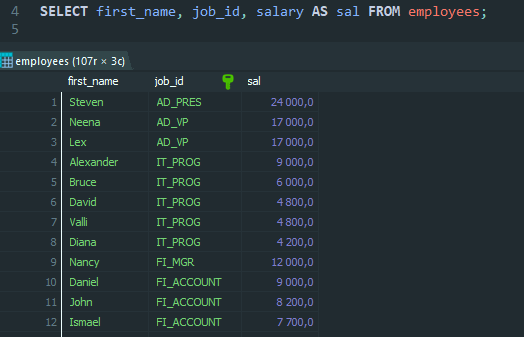 4 SELECT first_name, job_id, salary AS sal FROM employees;
5
employees (107r × 3c)
first_name job_id sal
1 Steven AD_PRES 24 000,0
2 Neena AD_VP 17 000,0
3 Lex AD_VP 17 000,0
4 Alexander IT_PROG 9 000,0
5 Bruce IT_PROG 6 000,0
6 David IT_PROG 4 800,0
7 Valli IT_PROG 4 800,0
8 Diana IT_PROG 4 200,0
9 Nancy FI_MGR 12 000,0
10 Daniel FI_ACCOUNT 9 000,0
11 John FI_ACCOUNT 8 200,0
12 Ismael FI_ACCOUNT 7 700,0